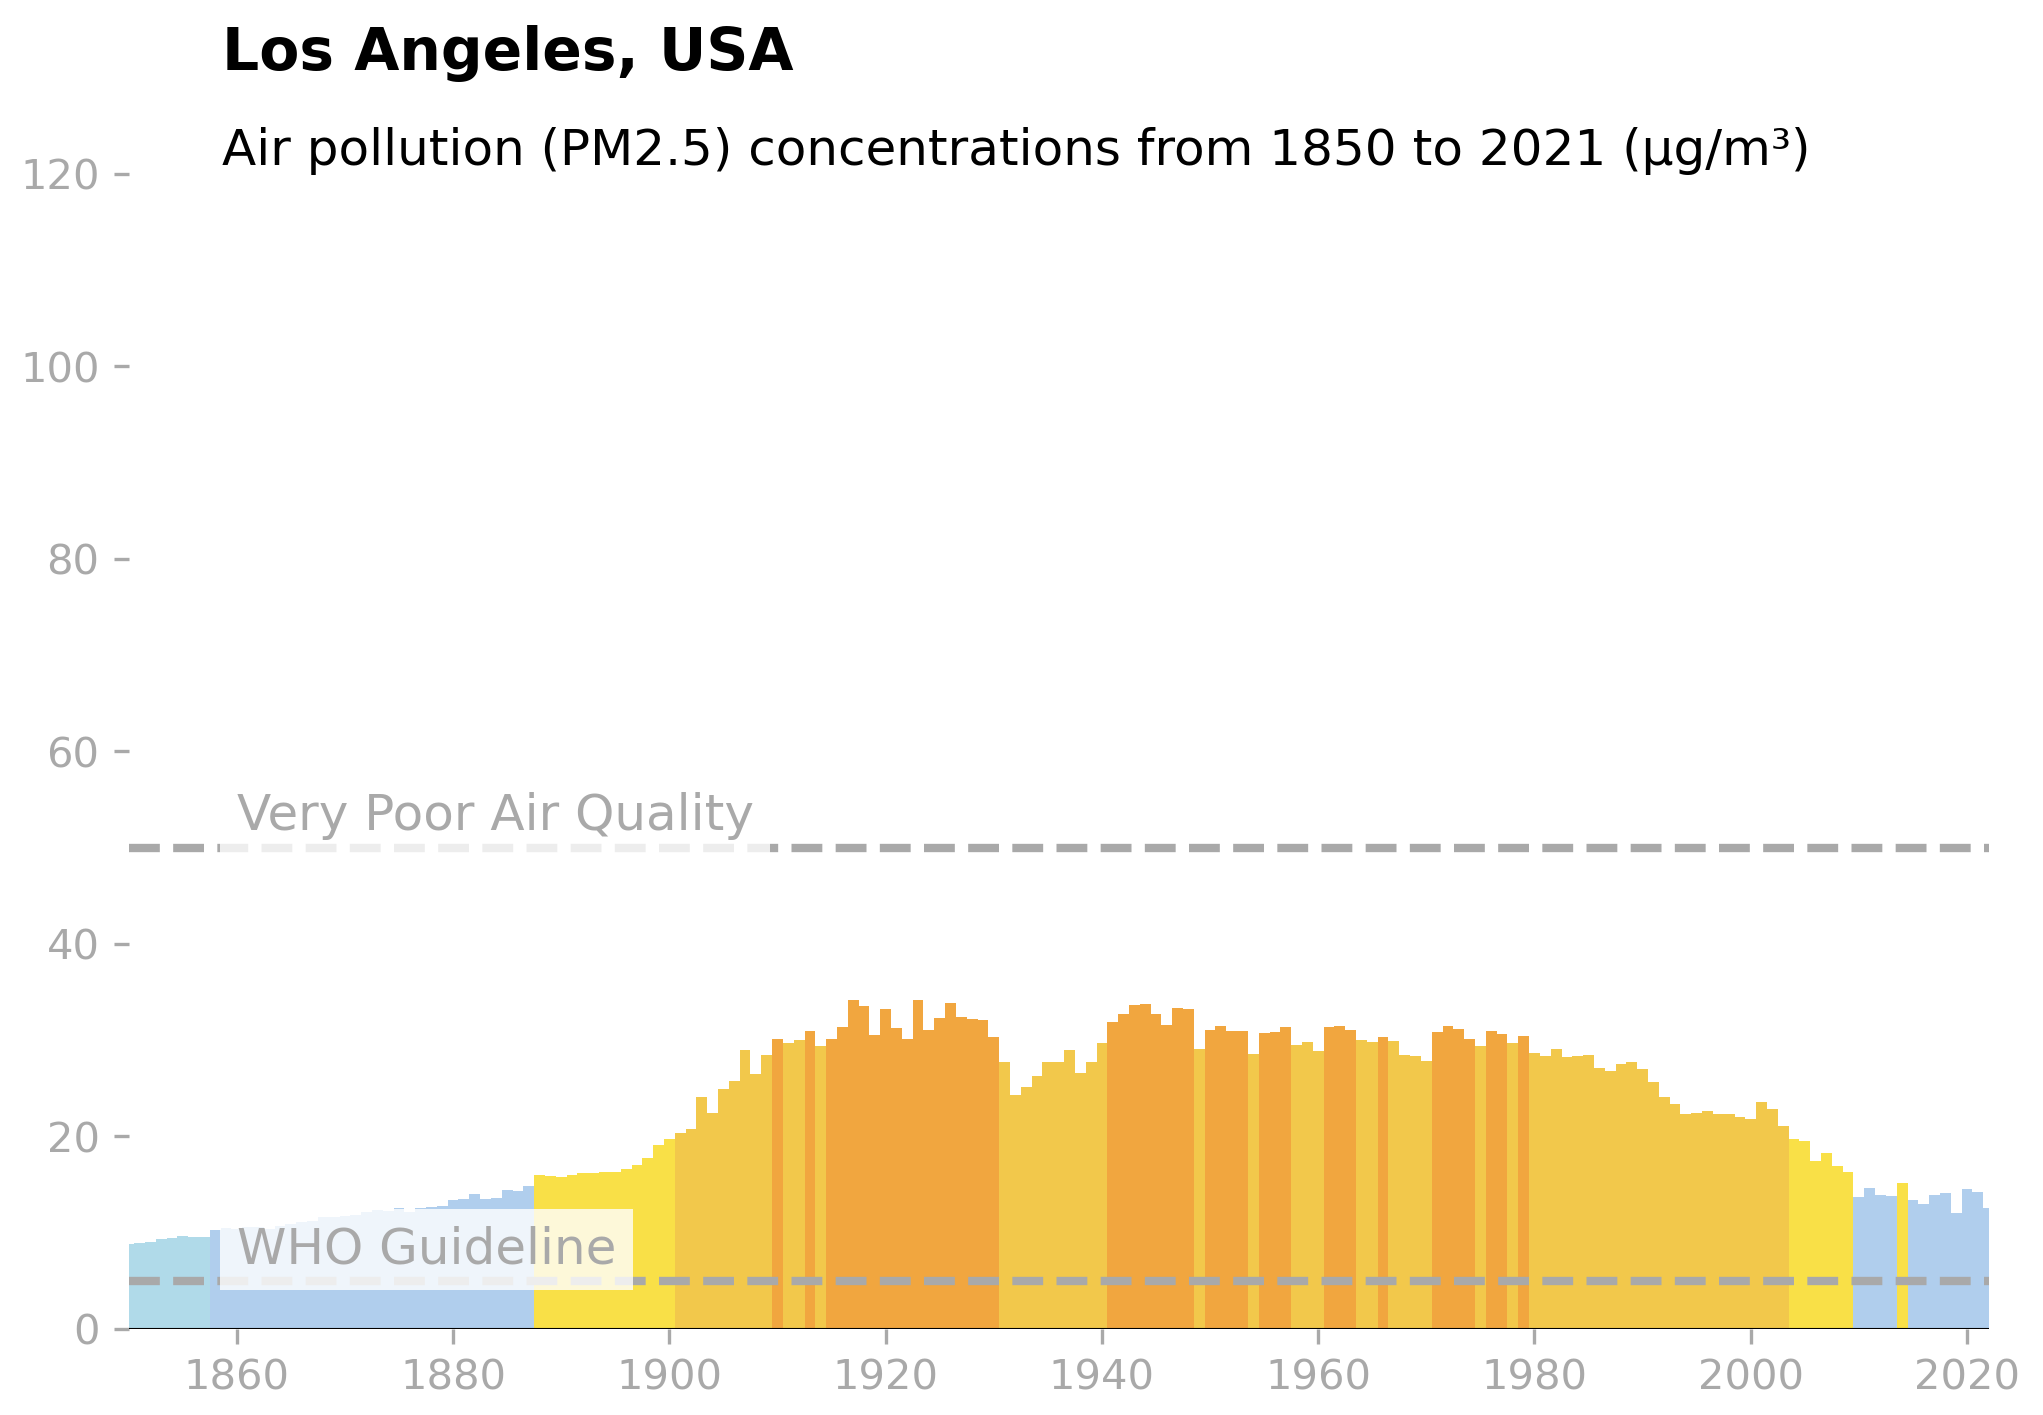 Los Angeles, USA
Air pollution (PM2.5) concentrations from 1850 to 2021 (µg/m³)
120
100
80
60
Very Poor Air Quality
40
20
WHO Guideline
0
1860 1880 1900 1920 1940 1960 1980 2000 2020